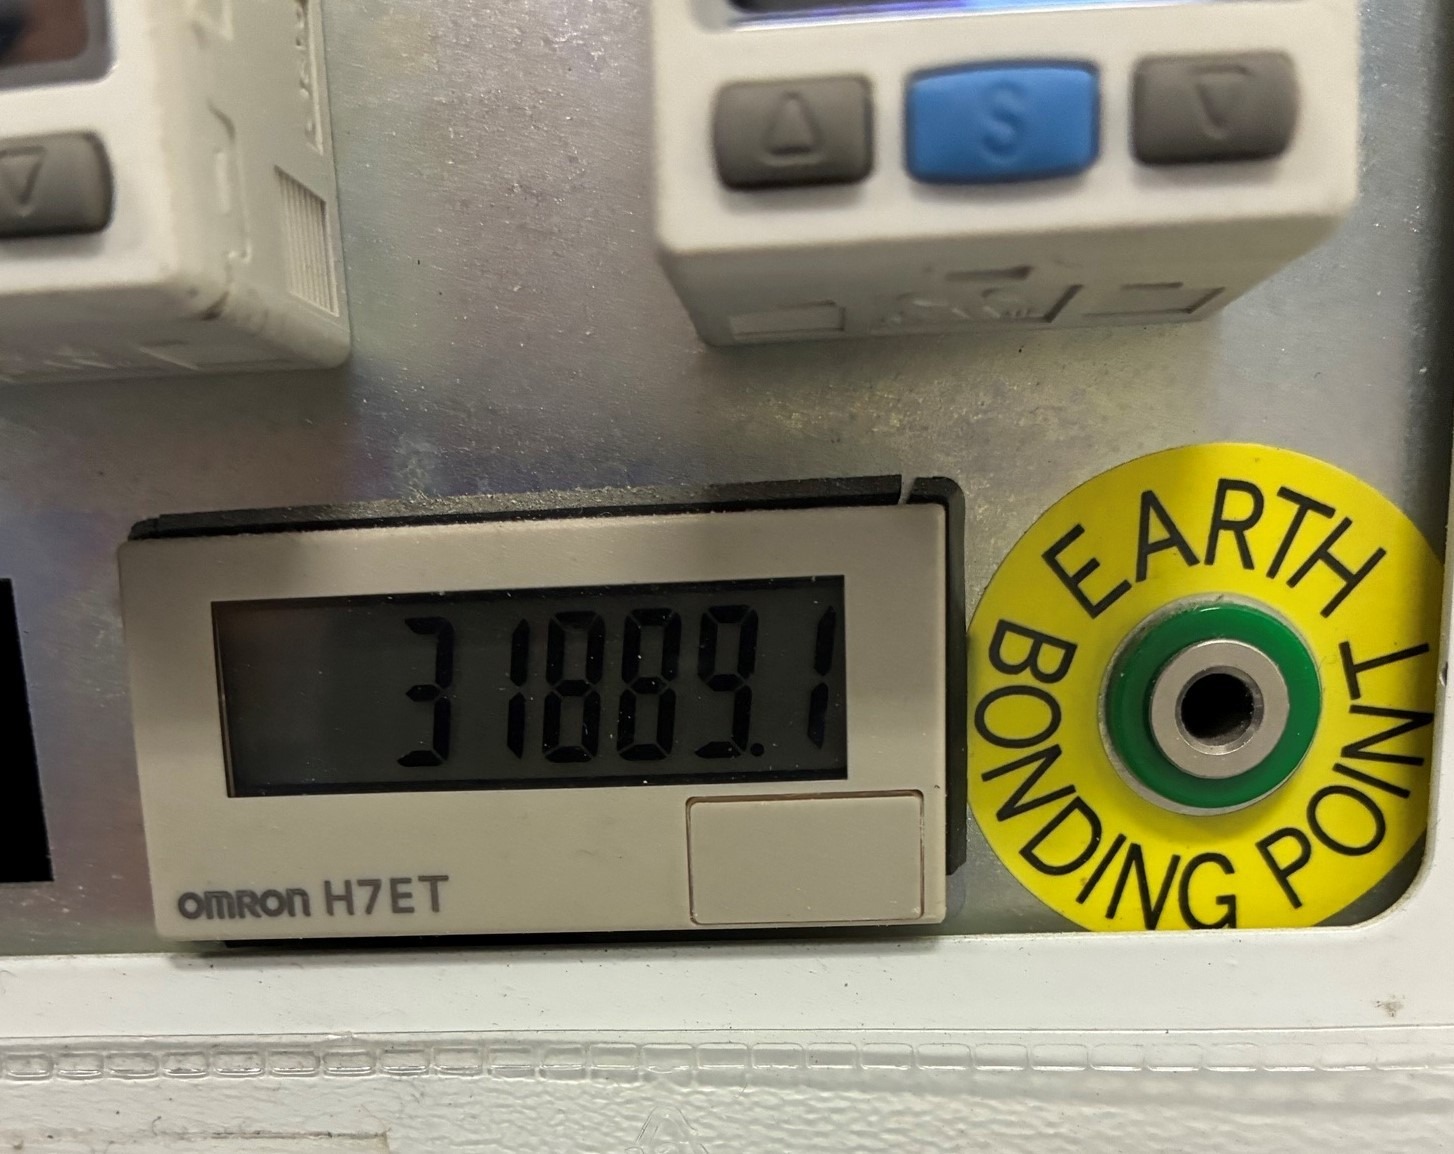 S
31889.1
omron H7ET
EARTH
BONDING POINT